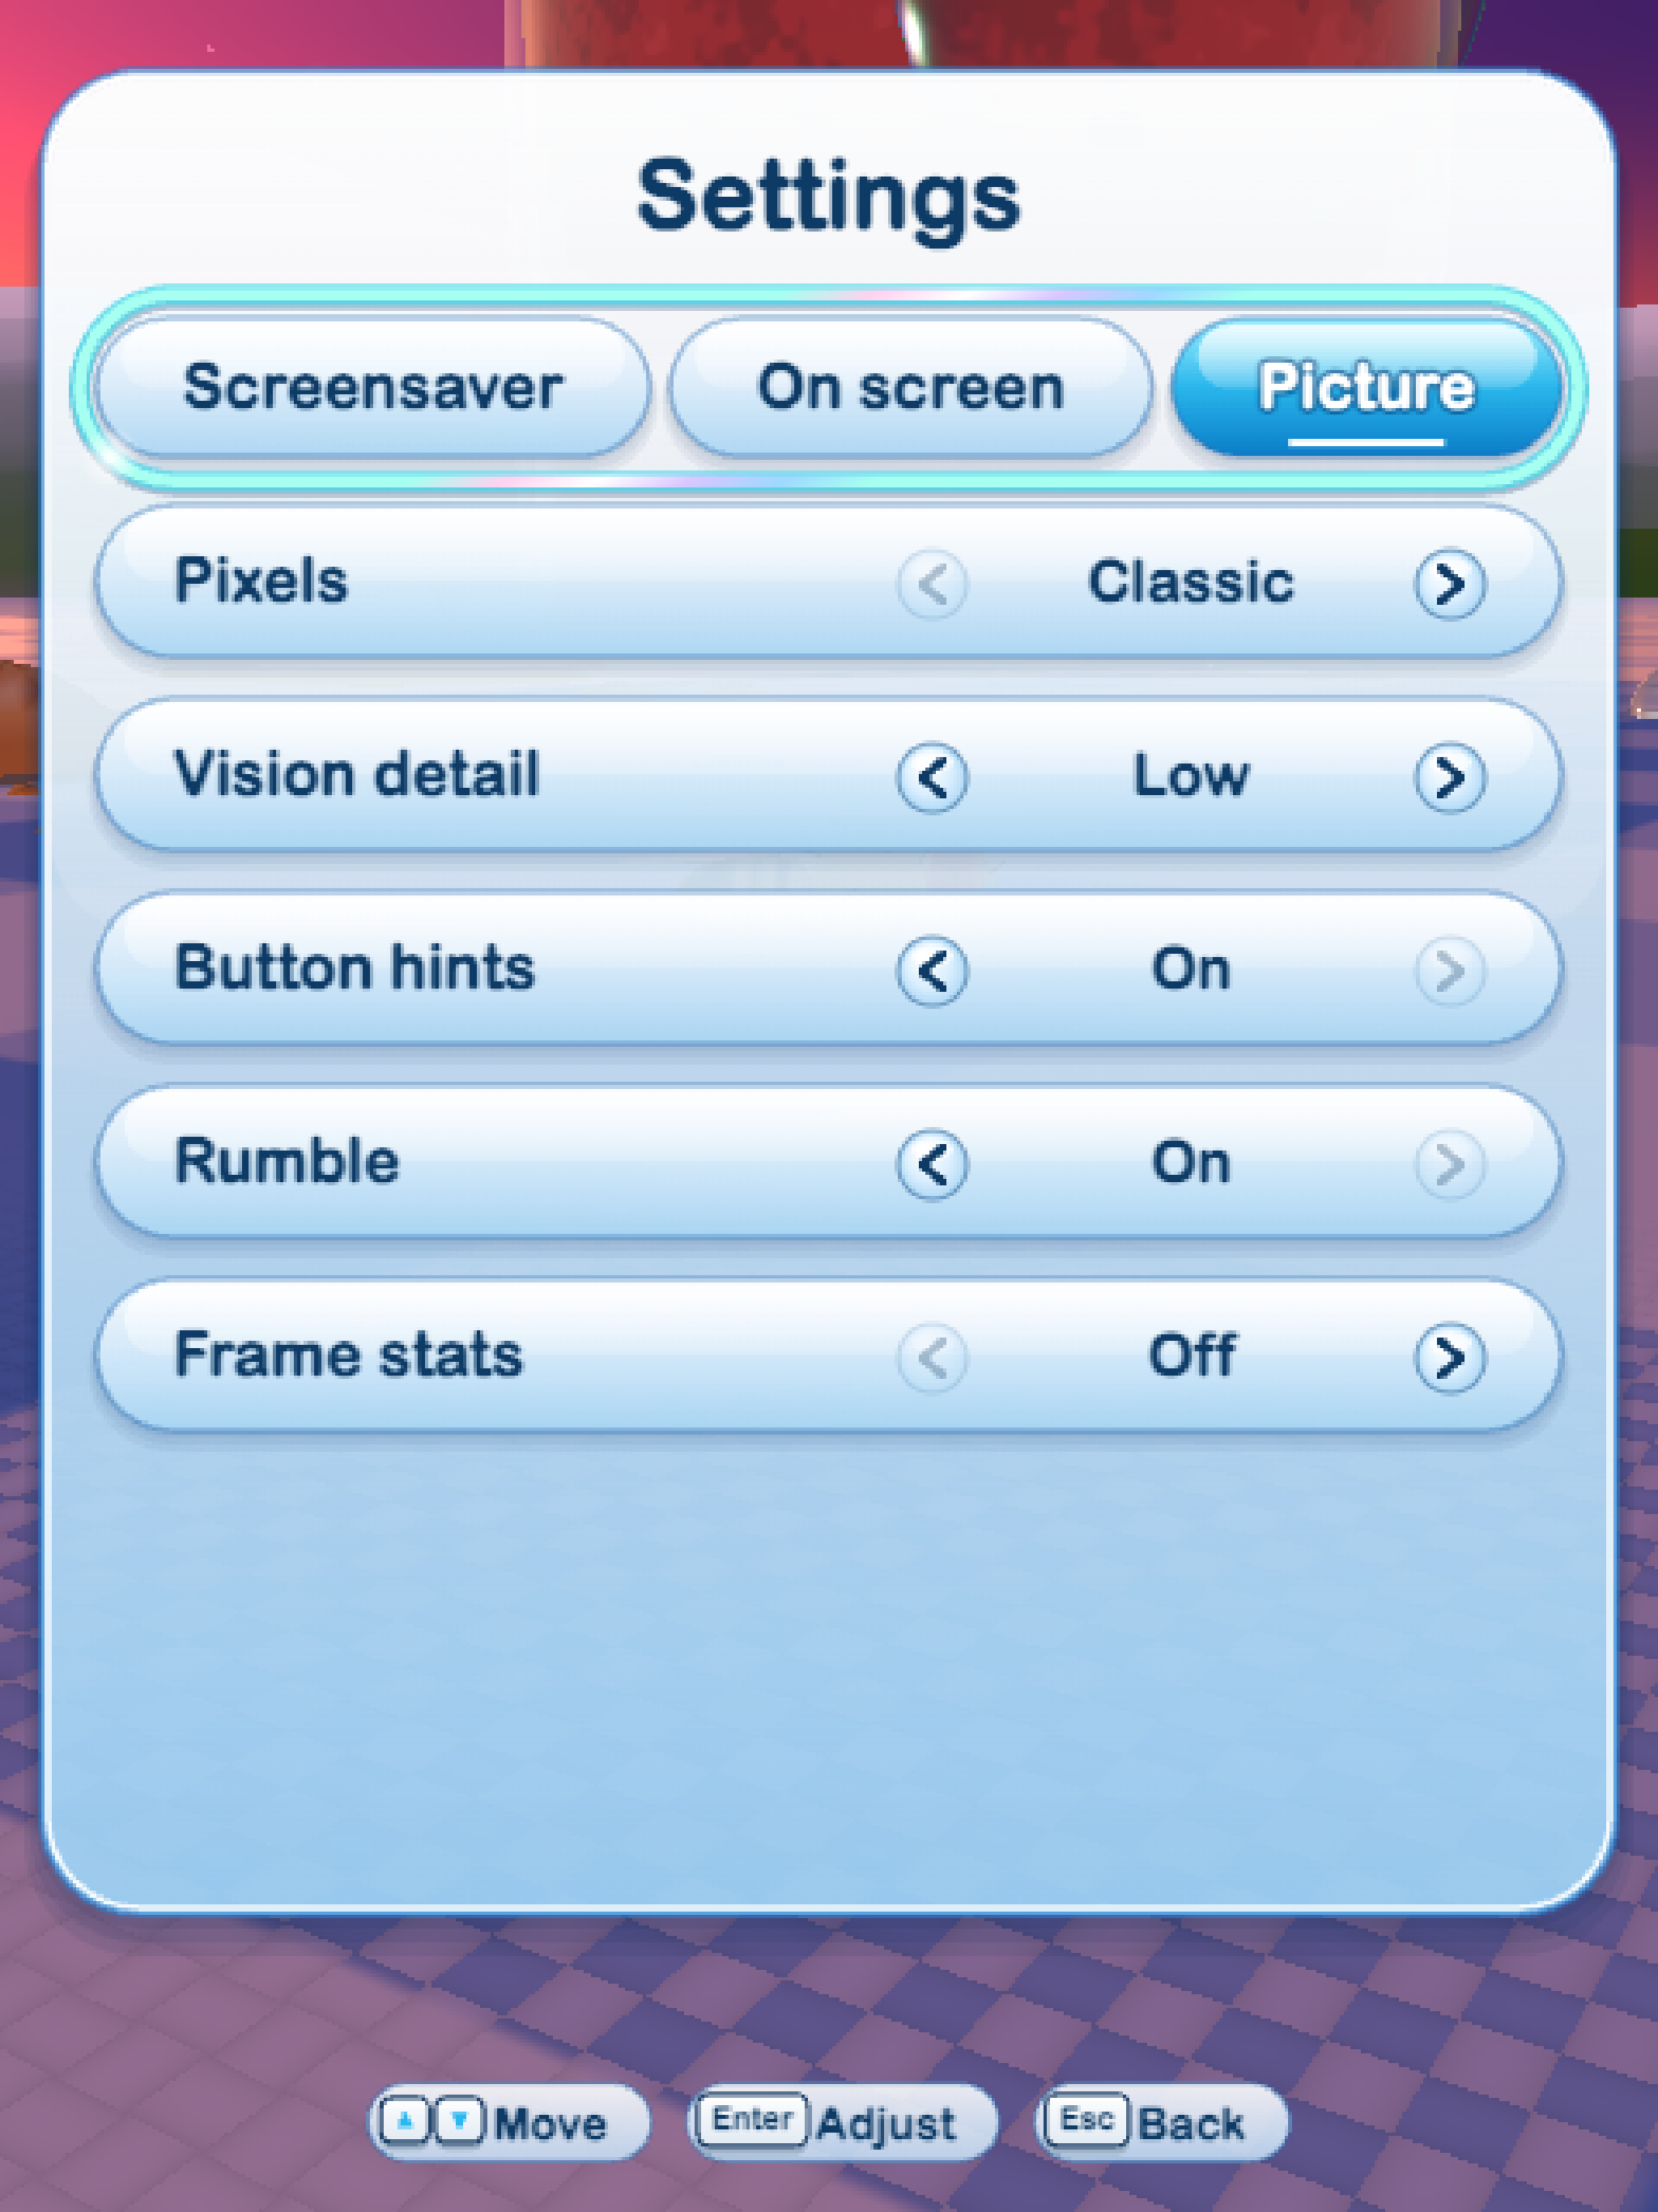 Settings
Screensaver On screen Picture
Pixels < Classic >
Vision detail < Low >
Button hints < On >
Rumble < On >
Frame stats < Off >
▲ ▼ Move Enter Adjust Esc Back